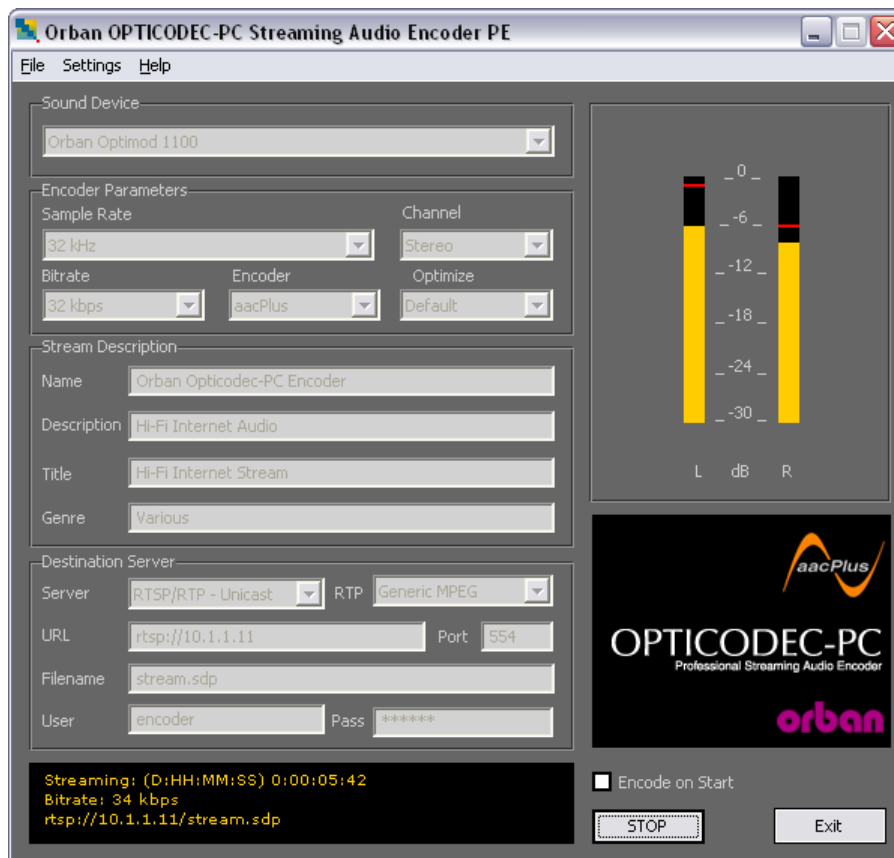 Orban OPTICODEC-PC Streaming Audio Encoder PE
File Settings Help
Sound Device
Orban Optimod 1100
Encoder Parameters
Sample Rate Channel
32 kHz Stereo
Bitrate Encoder Optimize
32 kbps aacPlus Default
Stream Description
Name Orban Opticodec-PC Encoder
Description Hi-Fi Internet Audio
Title Hi-Fi Internet Stream
Genre Various
Destination Server
Server RTSP/RTP - Unicast RTP Generic MPEG
URL rtsp://10.1.1.11 Port 554
Filename stream.sdp
User encoder Pass ******
Streaming: (D:HH:MM:SS) 0:00:05:42
Bitrate: 34 kbps
rtsp://10.1.1.11/stream.sdp
_ 0 _
_ -6 _
_ -12 _
_ -18 _
_ -24 _
_ -30 _
L dB R
aacPlus
OPTICODEC-PC
Professional Streaming Audio Encoder
orban
Encode on Start
STOP Exit